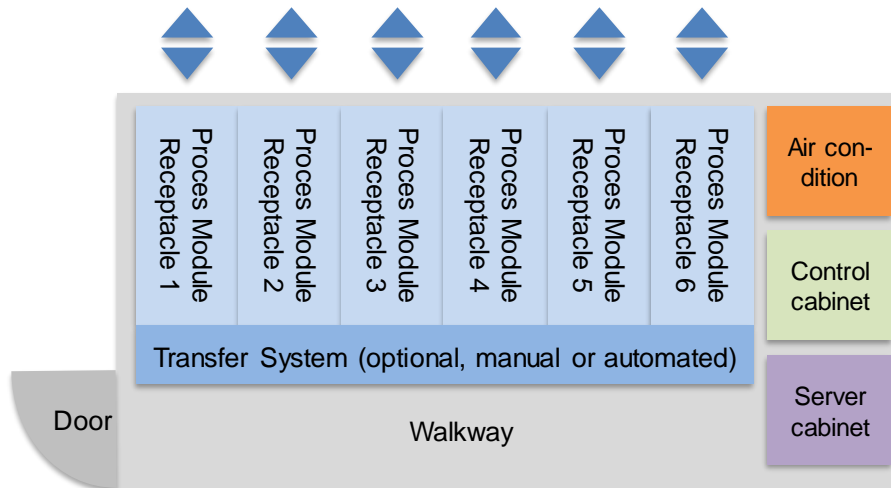 Proces Module
Receptacle 1
Proces Module
Receptacle 2
Proces Module
Receptacle 3
Proces Module
Receptacle 4
Proces Module
Receptacle 5
Proces Module
Receptacle 6
Air con-
dition
Control
cabinet
Transfer System (optional, manual or automated)
Server
cabinet
Door
Walkway